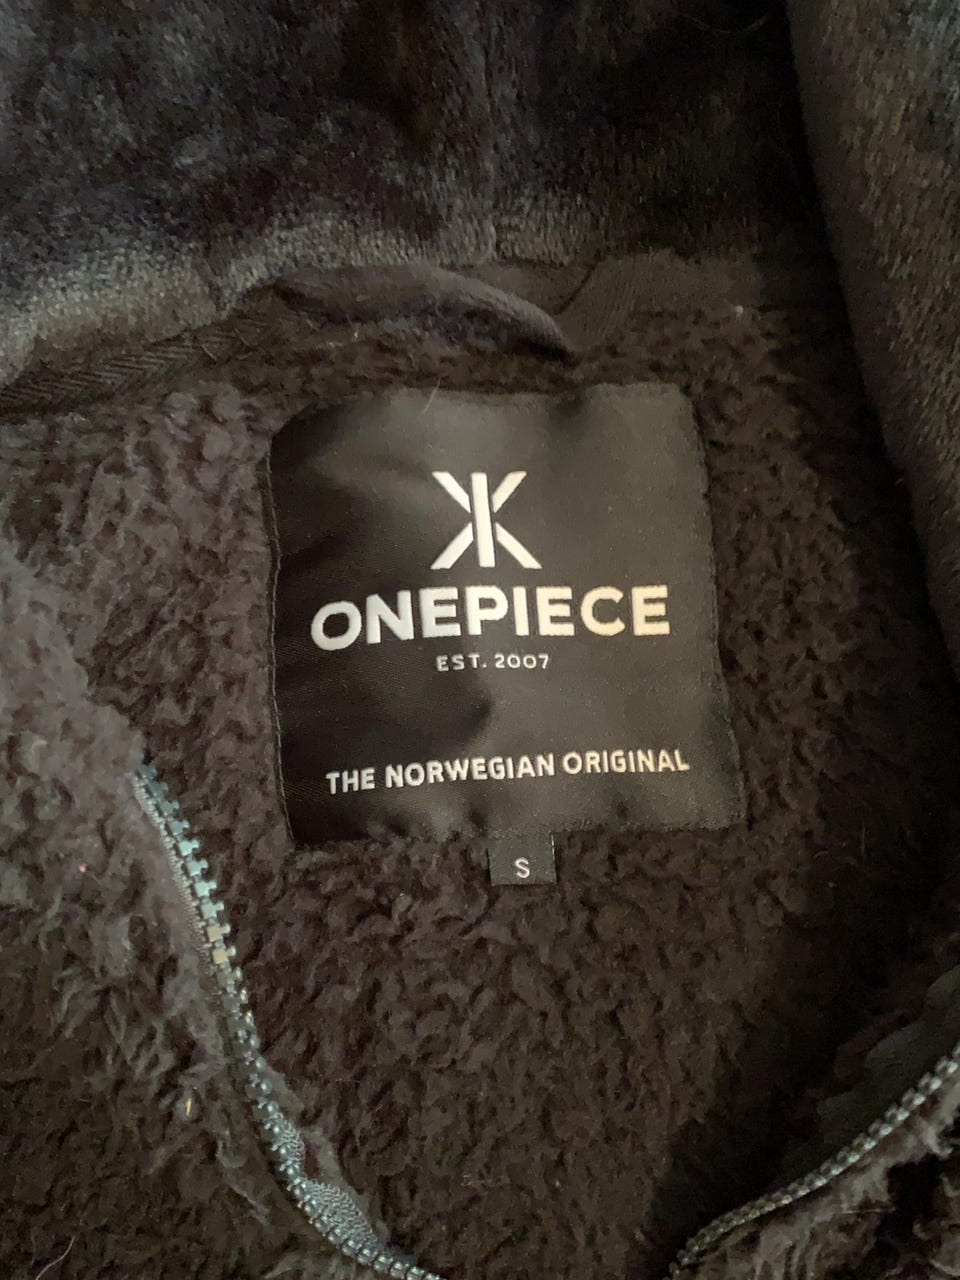 ONEPIECE
EST. 2007
THE NORWEGIAN ORIGINAL
S